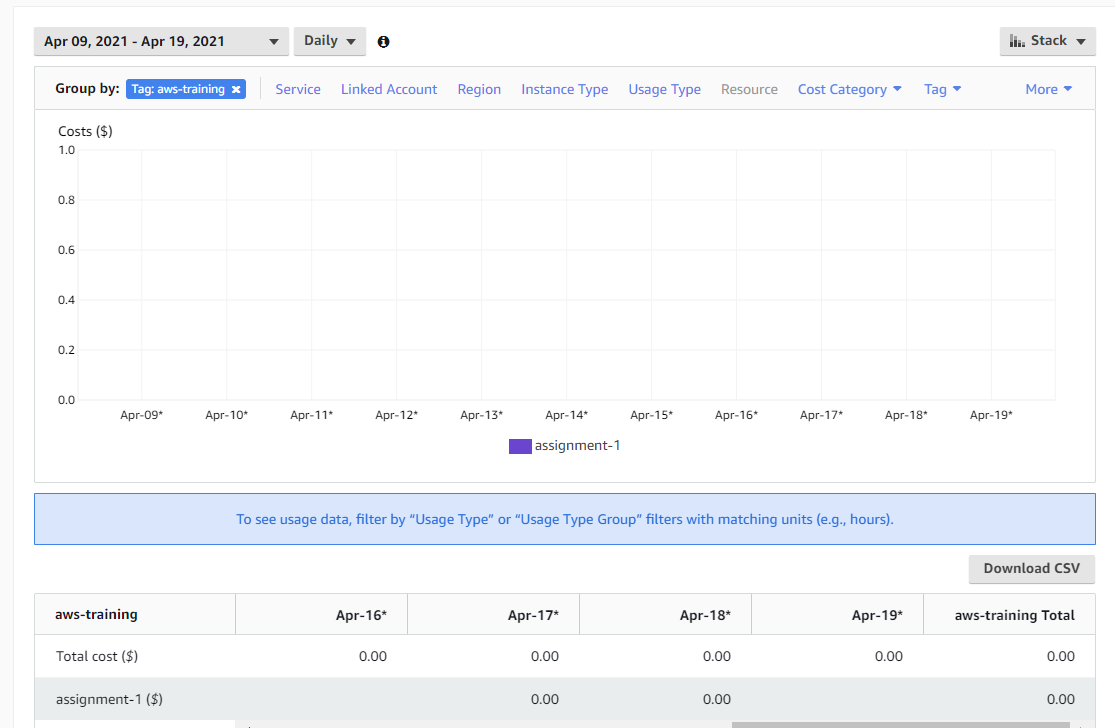 Apr 09, 2021 - Apr 19, 2021 Daily Stack
Group by: Tag: aws-training Service Linked Account Region Instance Type Usage Type Resource Cost Category Tag More
Costs ($)
1.0
0.8
0.6
0.4
0.2
0.0
Apr-09* Apr-10* Apr-11* Apr-12* Apr-13* Apr-14* Apr-15* Apr-16* Apr-17* Apr-18* Apr-19*
assignment-1
To see usage data, filter by “Usage Type” or “Usage Type Group” filters with matching units (e.g., hours).
Download CSV
aws-training Apr-16* Apr-17* Apr-18* Apr-19* aws-training Total
Total cost ($) 0.00 0.00 0.00 0.00 0.00
assignment-1 ($) 0.00 0.00 0.00